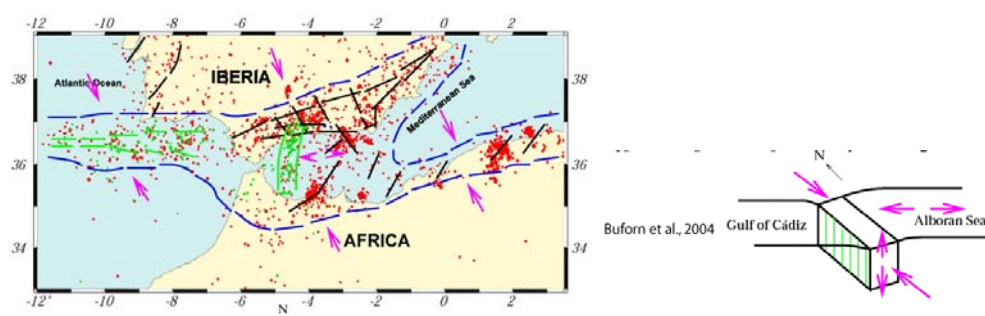 -12 -10 -8 -6 -4 -2 0 2
38 38
36 36
34 34
Atlantic Ocean
IBERIA
Mediterranean Sea
AFRICA
-12 -10 -8 -6 -4 -2 0 2
N
Buforn et al., 2004
N
Gulf of Cádiz
Alboran Sea